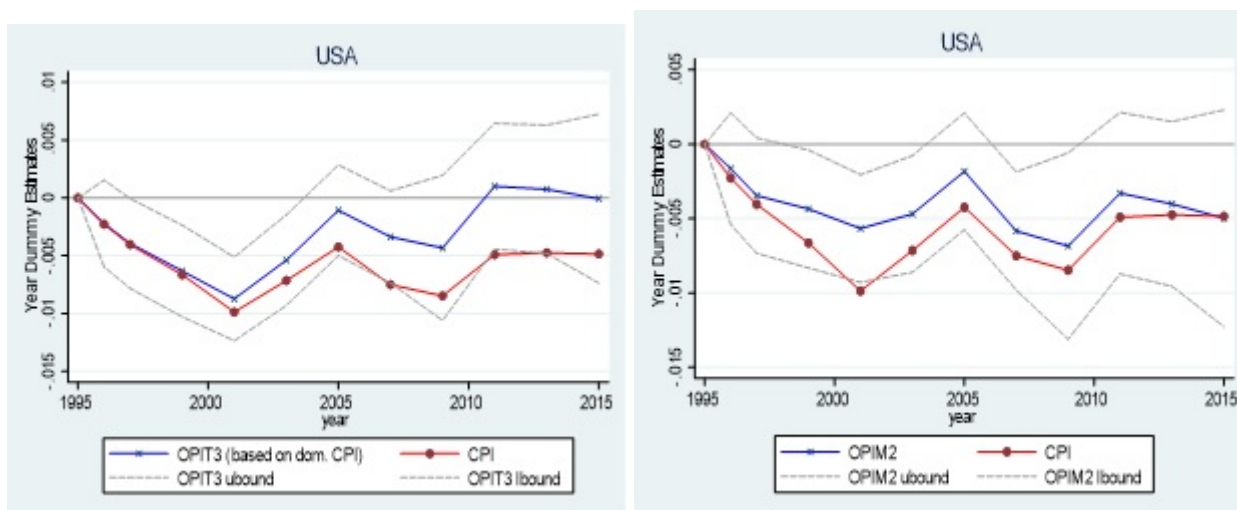 USA
Year Dummy Estimates
.01
.005
0
-.005
-.01
-.015
1995
2000
2005
2010
2015
year
OPIT3 (based on dom. CPI)
CPI
OPIT3 ubound
OPIT3 lbound
USA
Year Dummy Estimates
.005
0
-.005
-.01
-.015
1995
2000
2005
2010
2015
year
OPIM2
CPI
OPIM2 ubound
OPIM2 lbound